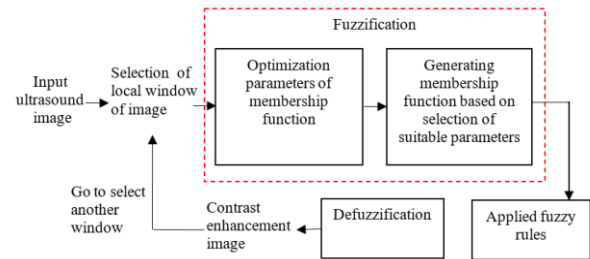 Fuzzification
Input
ultrasound
image
Selection of
local window
of image
Optimization
parameters of
membership
function
Generating
membership
function based on
selection of
suitable parameters
Go to select
another
window
Contrast
enhancement
image
Defuzzification
Applied fuzzy
rules